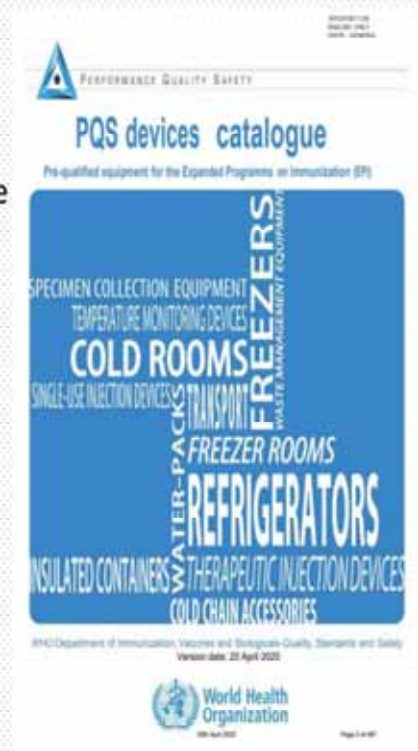 PERFORMANCE QUALITY SAFETY
PQS devices catalogue
Pre-qualified equipment for the Expanded Programme on Immunization (EPI)
e
FREEZERS
WASTE MANAGEMENT EQUIPMENT
SPECIMEN COLLECTION EQUIPMENT
TEMPERATURE MONITORING DEVICES
COLD ROOMS
SINGLE-USE INJECTION DEVICES
TRANSPORT
WATER-PACKS
FREEZER ROOMS
REFRIGERATORS
INSULATED CONTAINERS
THERAPEUTIC INJECTION DEVICES
COLD CHAIN ACCESSORIES
WHO/Department of Immunization, Vaccines and Biologicals-Quality, Standards and Safety
Version date: 20 April 2020
World Health
Organization